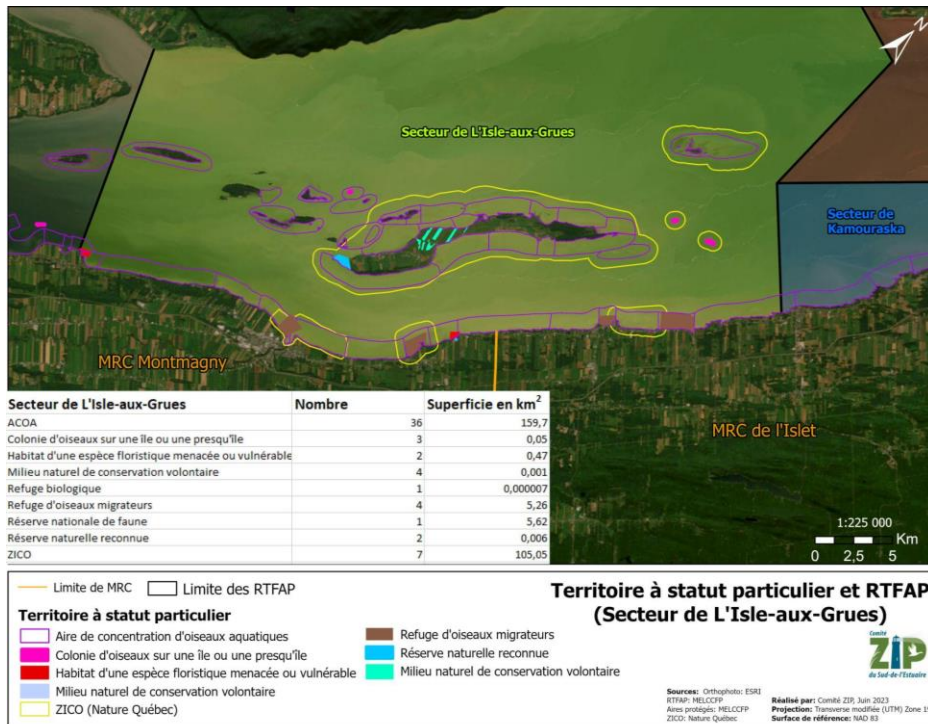 N
Secteur de L'Isle-aux-Grues
Secteur de
Kamouraska
MRC Montmagny
MRC de l'Islet
Secteur de L'Isle-aux-Grues Nombre Superficie en km²
ACOA 36 159,7
Colonie d'oiseaux sur une île ou une presqu'île 3 0,05
Habitat d'une espèce floristique menacée ou vulnérable 2 0,47
Milieu naturel de conservation volontaire 4 0,001
Refuge biologique 1 0,000007
Refuge d'oiseaux migrateurs 4 5,26
Réserve nationale de faune 1 5,62
Réserve naturelle reconnue 2 0,006
ZICO 7 105,05
1:225 000
Km
0 2,5 5
Limite de MRC Limite des RTFAP
Territoire à statut particulier
Aire de concentration d'oiseaux aquatiques
Colonie d'oiseaux sur une île ou une presqu'île
Habitat d'une espèce floristique menacée ou vulnérable
Milieu naturel de conservation volontaire
ZICO (Nature Québec)
Refuge d'oiseaux migrateurs
Réserve naturelle reconnue
Milieu naturel de conservation volontaire
Territoire à statut particulier et RTFAP
(Secteur de L'Isle-aux-Grues)
Comité
ZIP
du Sud-de-l'Estuaire
Sources: Orthophoto: ESRI
RTFAP: MELCCFP
Aires protégés: MELCCFP
ZICO: Nature Québec
Réalisé par: Comité ZIP, Juin 2023
Projection: Transverse modifiée (UTM) Zone 19
Surface de référence: NAD 83